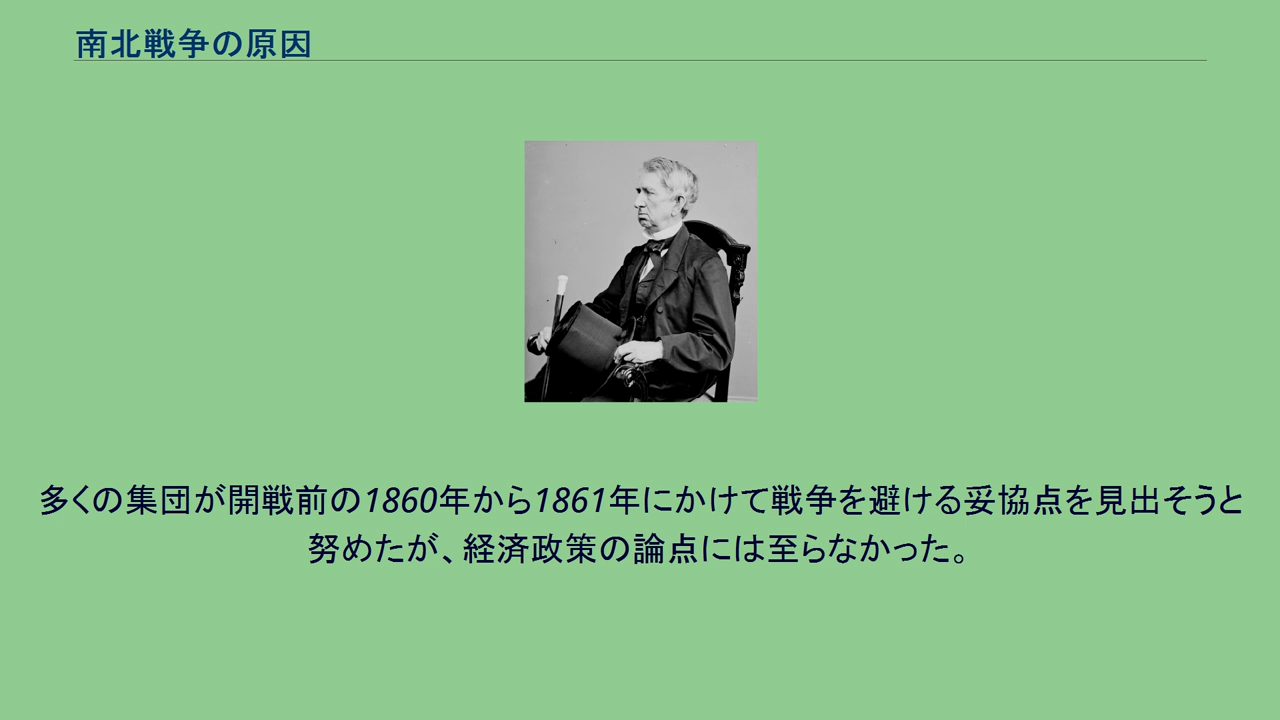 南北戦争の原因
多くの集団が開戦前の1860年から1861年にかけて戦争を避ける妥協点を見出そうと
努めたが、経済政策の論点には至らなかった。